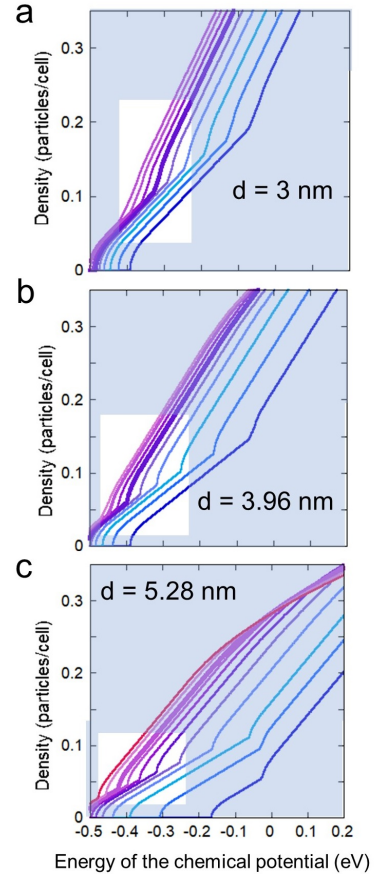 a
Density (particles/cell)
0.3
0.2
0.1
0
d = 3 nm
b
Density (particles/cell)
0.3
0.2
0.1
0
d = 3.96 nm
c
Density (particles/cell)
0.3
0.2
0.1
0
d = 5.28 nm
-0.5 -0.4 -0.3 -0.2 -0.1 0 0.1 0.2
Energy of the chemical potential (eV)